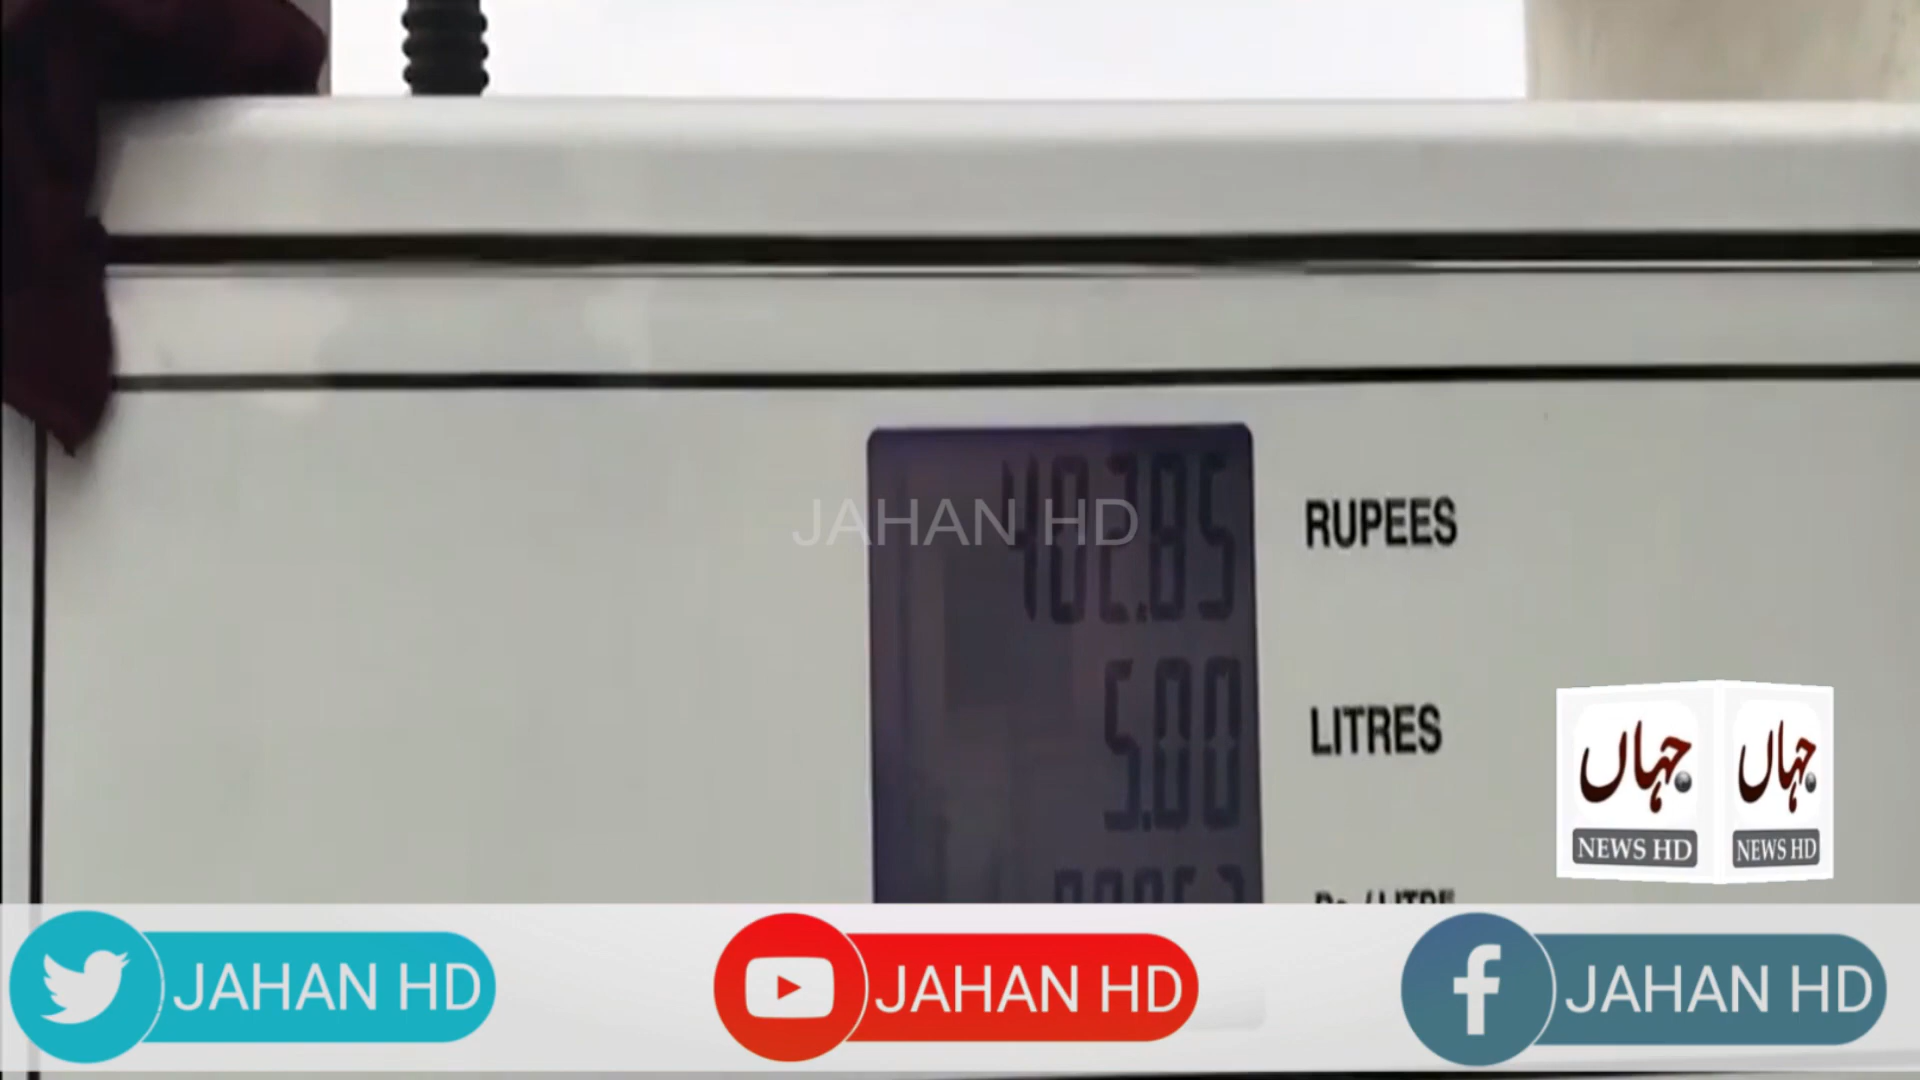 402.85 RUPEES
JAHAN HD
5.00 LITRES
جہاں
NEWS HD
جہاں
NEWS HD
JAHAN HD
JAHAN HD
JAHAN HD